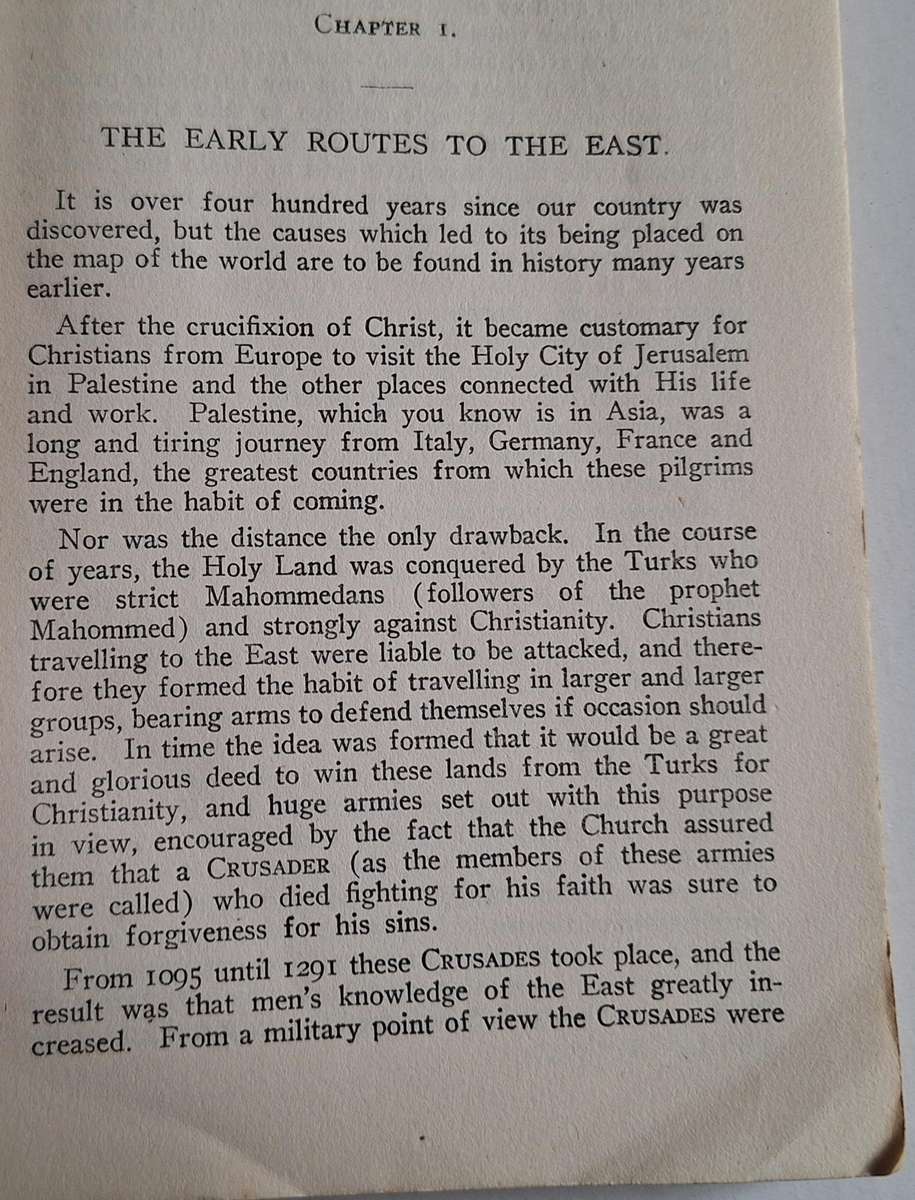 CHAPTER I.
THE EARLY ROUTES TO THE EAST.
It is over four hundred years since our country was
discovered, but the causes which led to its being placed on
the map of the world are to be found in history many years
earlier.
After the crucifixion of Christ, it became customary for
Christians from Europe to visit the Holy City of Jerusalem
in Palestine and the other places connected with His life
and work. Palestine, which you know is in Asia, was a
long and tiring journey from Italy, Germany, France and
England, the greatest countries from which these pilgrims
were in the habit of coming.
Nor was the distance the only drawback. In the course
of years, the Holy Land was conquered by the Turks who
were strict Mahommedans (followers of the prophet
Mahommed) and strongly against Christianity. Christians
travelling to the East were liable to be attacked, and there-
fore they formed the habit of travelling in larger and larger
groups, bearing arms to defend themselves if occasion should
arise. In time the idea was formed that it would be a great
and glorious deed to win these lands from the Turks for
Christianity, and huge armies set out with this purpose
in view, encouraged by the fact that the Church assured
them that a CRUSADER (as the members of these armies
were called) who died fighting for his faith was sure to
obtain forgiveness for his sins.
From 1095 until 1291 these CRUSADES took place, and the
result was that men's knowledge of the East greatly in-
creased. From a military point of view the CRUSADES were